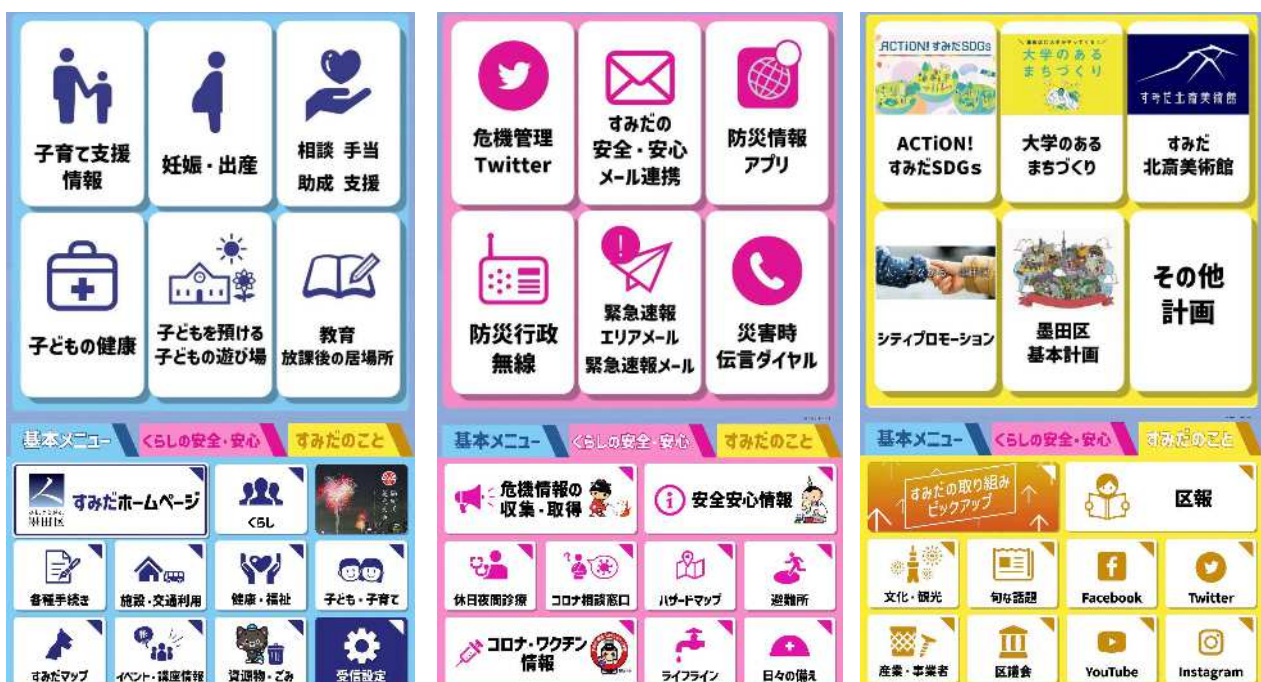 子育て支援
情報
妊娠・出産
相談 手当
助成 支援
子どもの健康
子どもを預ける
子どもの遊び場
教育
放課後の居場所
基本メニュー
くらしの安全・安心
すみだのこと
墨田区
すみだホームページ
くらし
各種手続き
施設・交通利用
健康・福祉
子ども・子育て
すみだマップ
イベント・講座情報
資源物・ごみ
受信設定
危機管理
Twitter
すみだの
安全・安心
メール連携
防災情報
アプリ
防災行政
無線
緊急速報
エリアメール
緊急速報メール
災害時
伝言ダイヤル
基本メニュー
くらしの安全・安心
すみだのこと
危機情報の
収集・取得
安全安心情報
休日夜間診療
コロナ相談窓口
ハザードマップ
避難所
コロナ・ワクチン
情報
ライフライン
日々の備え
ACTiON! すみだSDGs
大学のある
まちづくり
すみだ北斎美術館
ACTiON!
すみだSDGs
大学のある
まちづくり
すみだ
北斎美術館
シティプロモーション
墨田区
基本計画
その他
計画
基本メニュー
くらしの安全・安心
すみだのこと
すみだの取り組み
ピックアップ
区報
文化・観光
旬な話題
Facebook
Twitter
産業・事業者
区議会
YouTube
Instagram